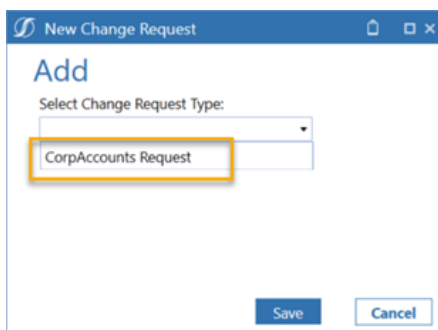 New Change Request
Add
Select Change Request Type:
CorpAccounts Request
Save
Cancel